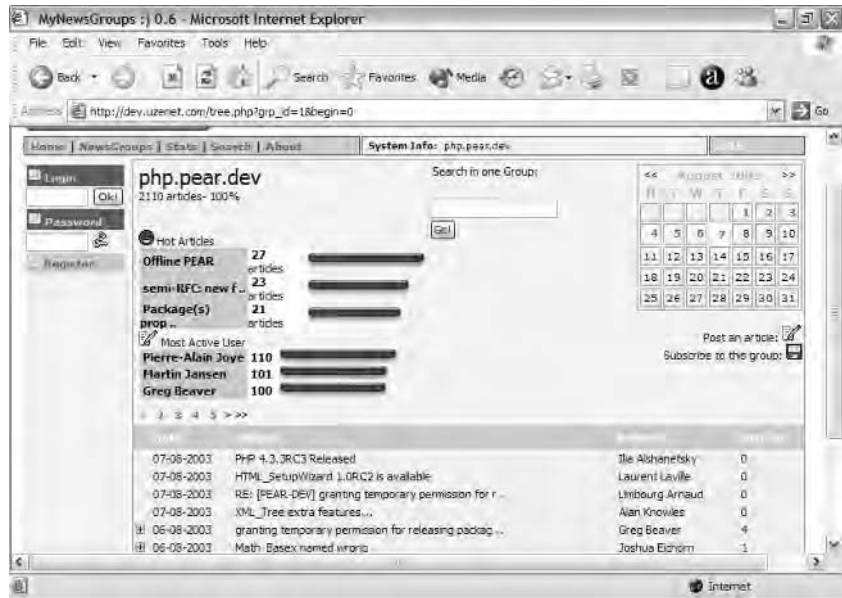 MyNewsGroups :) 0.6 - Microsoft Internet Explorer
File Edit View Favorites Tools Help
Back Search Favorites Media
Address http://dev.uzenet.com/tree.php?grp_id=1&begin=0 Go
Home | NewsGroups | Stats | Search | About System Info: php.pear.dev
Login
Ok!
Password
Register
php.pear.dev
2110 articles- 100%
Search in one Group:
Go!
<< August 2003 >>
M T W T F S S
1 2 3
4 5 6 7 8 9 10
11 12 13 14 15 16 17
18 19 20 21 22 23 24
25 26 27 28 29 30 31
Hot Articles
Offline PEAR 27 articles
semi-RFC: new f .. 23 articles
Package(s) prop .. 21 articles
Post an article:
Subscribe to this group:
Most Active User
Pierre-Alain Joye 110
Martin Jansen 101
Greg Beaver 100
1 2 3 4 5 > >>
07-08-2003 PHP 4.3.3RC3 Released Ilia Alshanetsky 0
07-08-2003 HTML_SetupWizard 1.0RC2 is available Laurent Laville 0
07-08-2003 RE: [PEAR-DEV] granting temporary permission for r ... Limbourg Arnaud 0
07-08-2003 XML_Tree extra features... Alan Knowles 0
06-08-2003 granting temporary permission for releasing packag ... Greg Beaver 4
06-08-2003 Math_Basex named wrong Joshua Eichorn 1
Internet